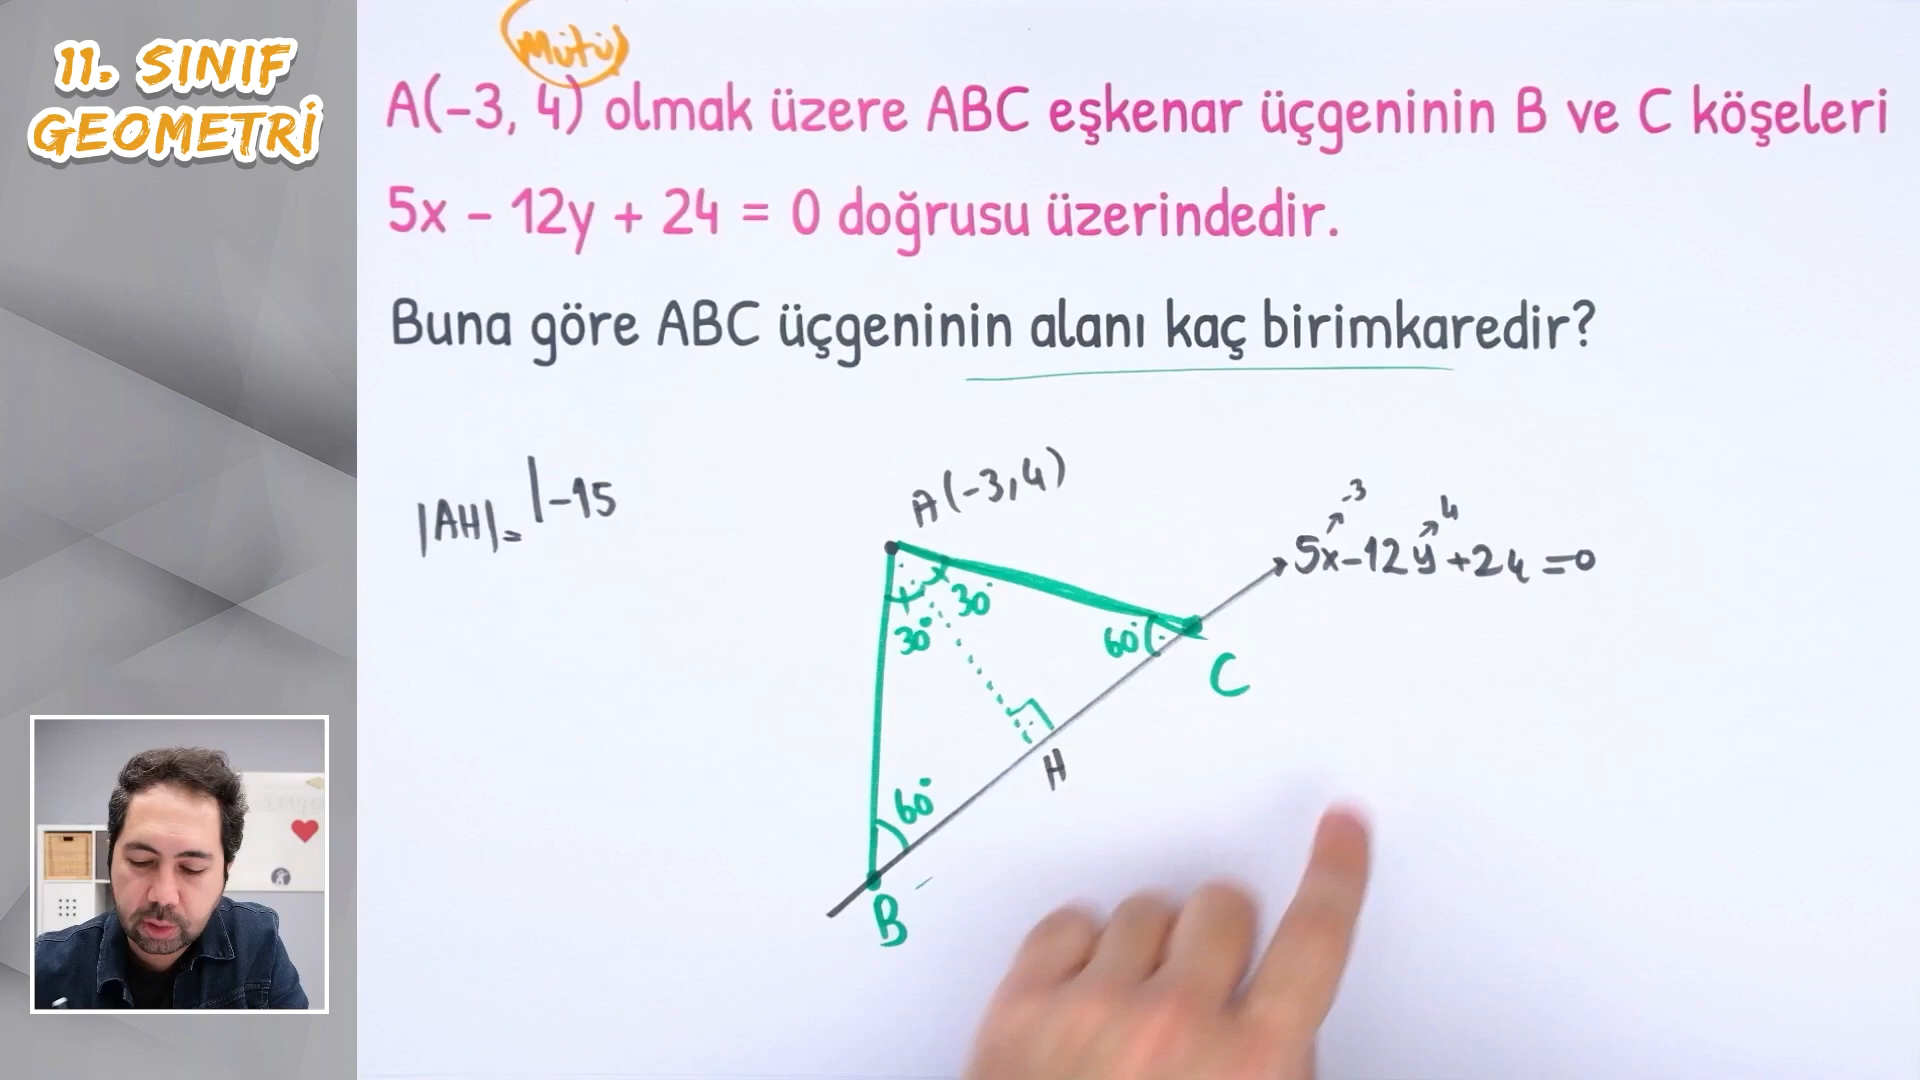 11. SINIF
GEOMETRİ
Mütü
A(-3, 4) olmak üzere ABC eşkenar üçgeninin B ve C köşeleri
5x - 12y + 24 = 0 doğrusu üzerindedir.
Buna göre ABC üçgeninin alanı kaç birimkaredir?
|AH|= |-15
A(-3,4)
-3
4
5x-12y+24=0
30°
30°
60°
C
H
60°
B